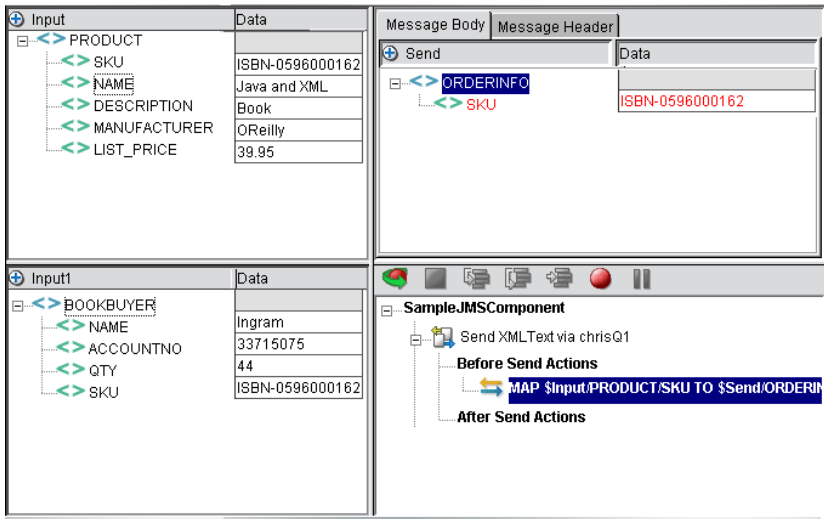 Input Data
PRODUCT
SKU ISBN-0596000162
NAME Java and XML
DESCRIPTION Book
MANUFACTURER OReilly
LIST_PRICE 39.95
Message Body Message Header
Send Data
ORDERINFO
SKU ISBN-0596000162
Input1 Data
BOOKBUYER
NAME Ingram
ACCOUNTNO 33715075
QTY 44
SKU ISBN-0596000162
SampleJMSComponent
Send XMLText via chrisQ1
Before Send Actions
MAP $Input/PRODUCT/SKU TO $Send/ORDERIN
After Send Actions